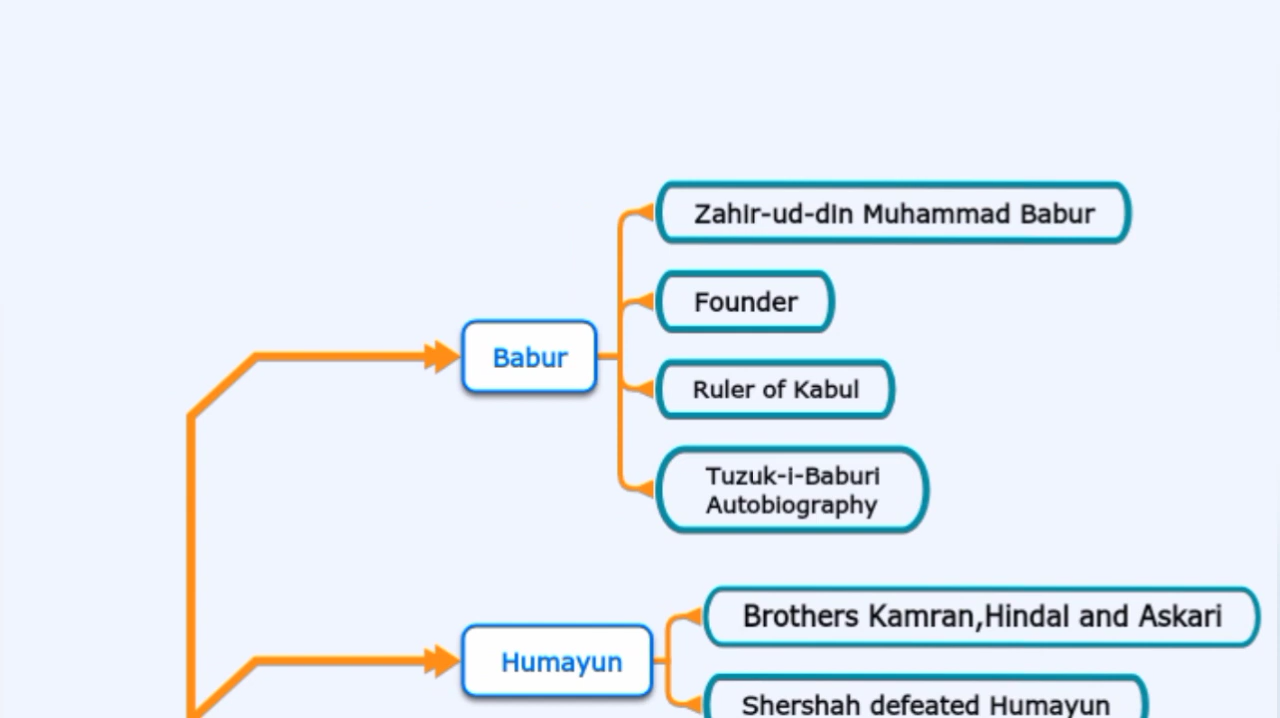 Zahir-ud-din Muhammad Babur
Founder
Babur
Ruler of Kabul
Tuzuk-i-Baburi
Autobiography
Brothers Kamran,Hindal and Askari
Humayun
Shershah defeated Humayun